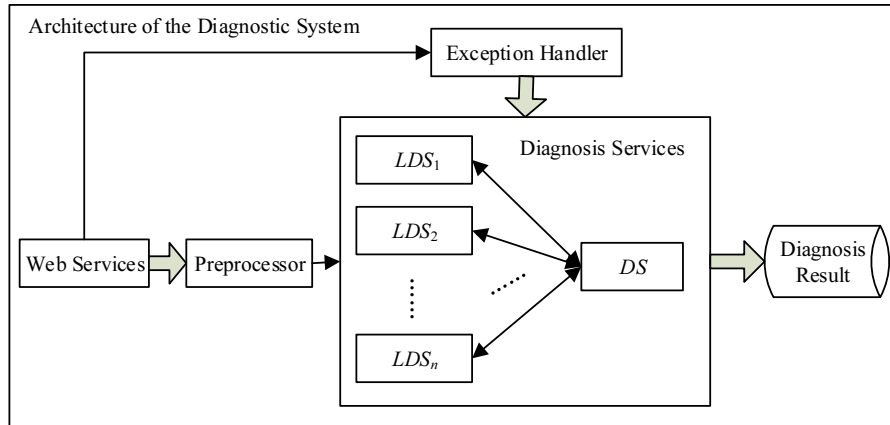 Architecture of the Diagnostic System
Exception Handler
Diagnosis Services
LDS1
LDS2
LDSn
DS
Web Services
Preprocessor
Diagnosis
Result